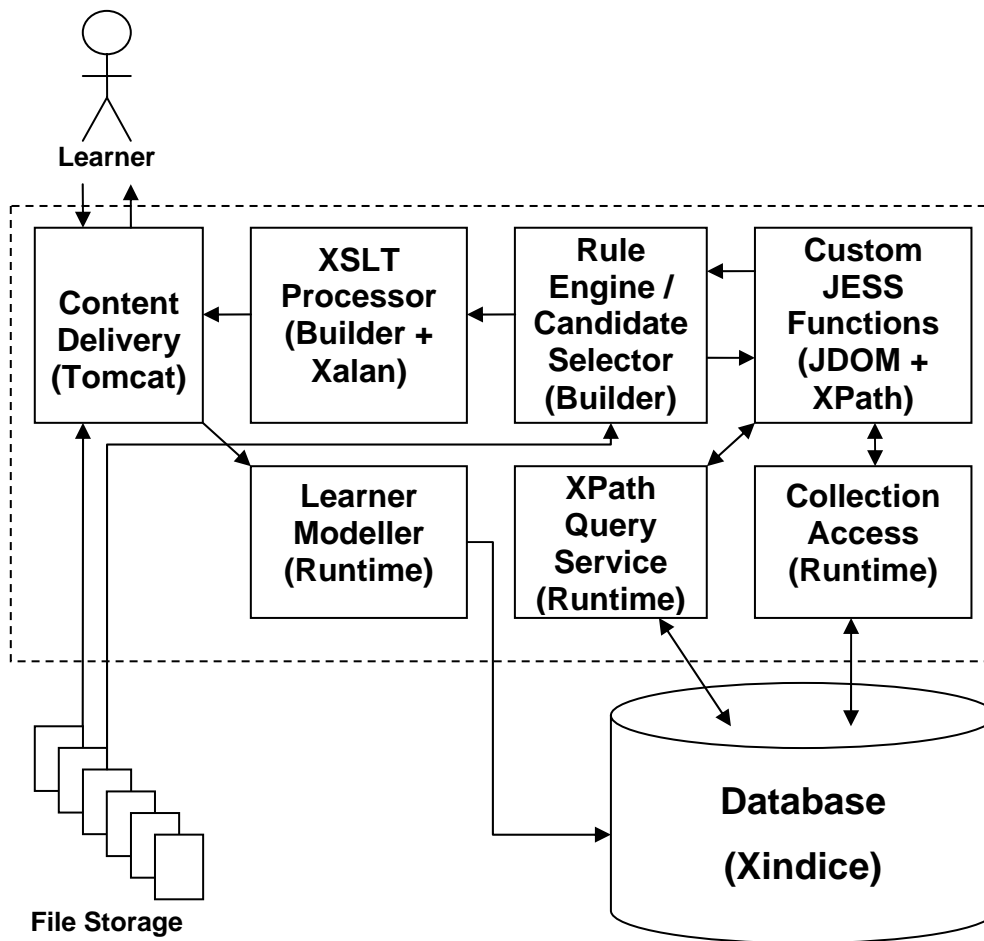 Learner
Content
Delivery
(Tomcat)
XSLT
Processor
(Builder +
Xalan)
Rule
Engine /
Candidate
Selector
(Builder)
Custom
JESS
Functions
(JDOM +
XPath)
Learner
Modeller
(Runtime)
XPath
Query
Service
(Runtime)
Collection
Access
(Runtime)
Database
(Xindice)
File Storage